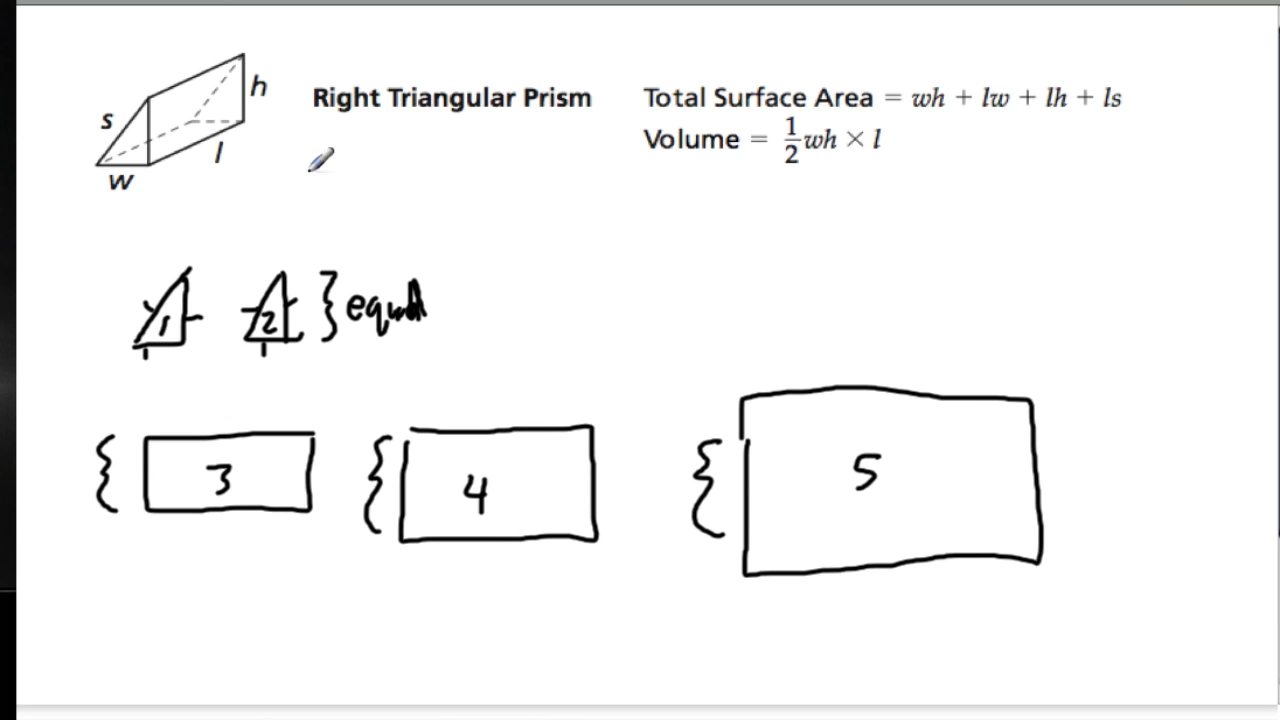 h
s
l
w
Right Triangular Prism
Total Surface Area = wh + lw + lh + ls
Volume = 1/2 wh × l
1 2 } equal
{ 3 { 4 { 5